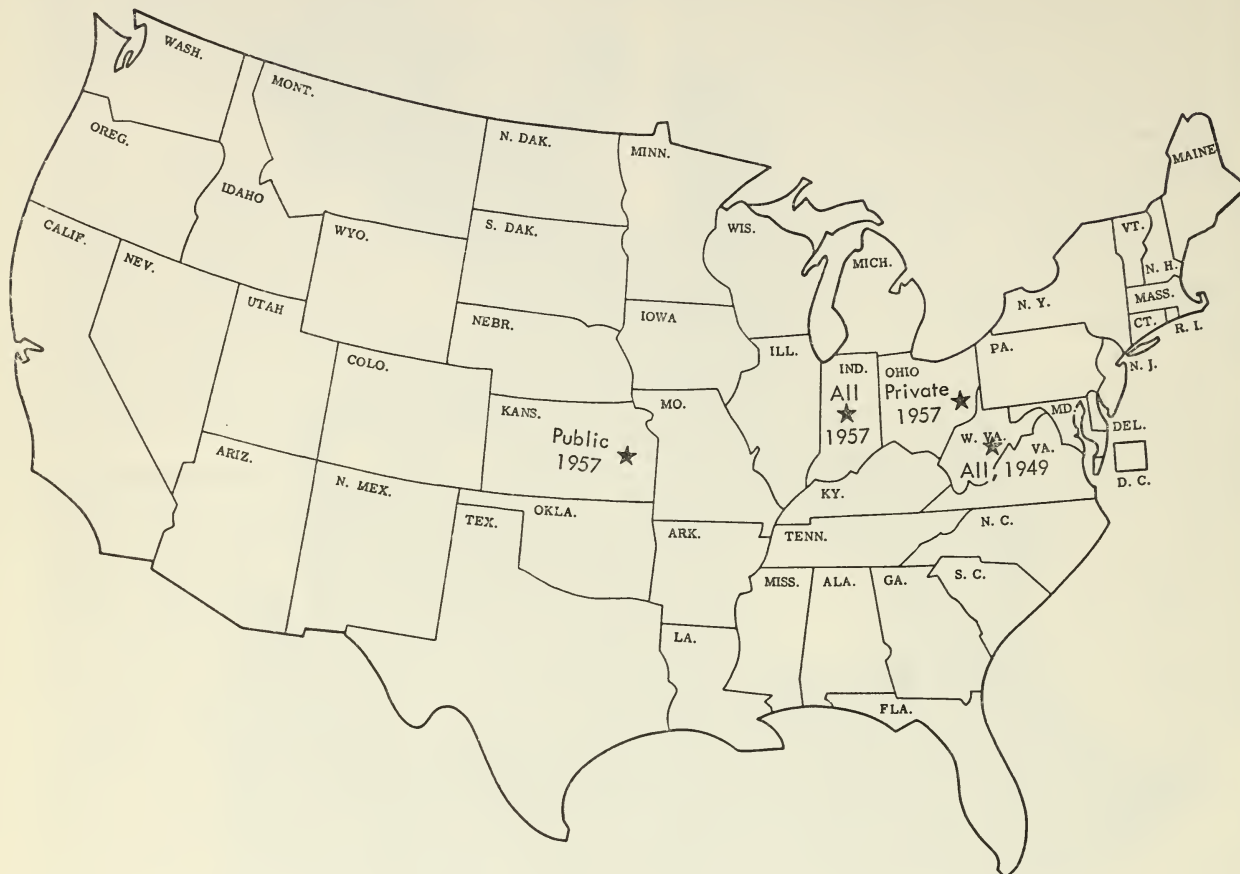 WASH.
MONT.
N. DAK.
MINN.
OREG.
IDAHO
MAINE
WYO.
S. DAK.
WIS.
VT.
CALIF.
NEV.
MICH.
N. H.
UTAH
NEBR.
IOWA
N. Y.
MASS.
CT.
R. I.
COLO.
ILL.
PA.
N. J.
IND.
All
1957
OHIO
Private
1957
KANS.
Public
1957
MO.
MD.
DEL.
W. VA.
VA.
All, 1949
D. C.
ARIZ.
N. MEX.
KY.
TEX.
OKLA.
ARK.
TENN.
N. C.
MISS.
ALA.
GA.
S. C.
LA.
FLA.